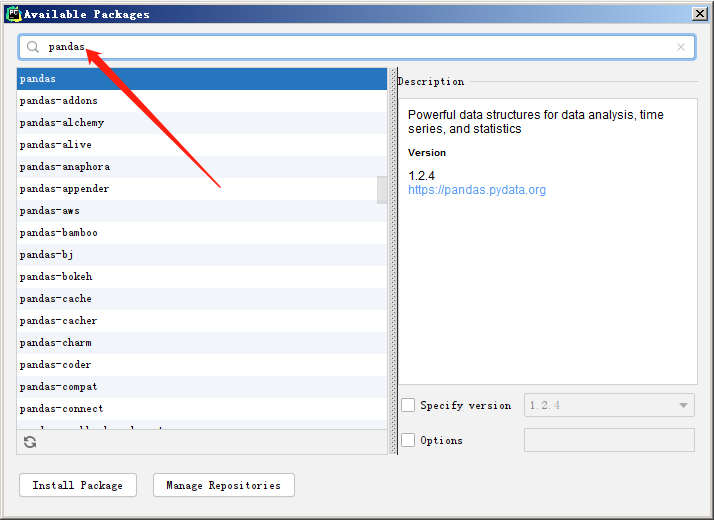 Available Packages
pandas
pandas
pandas-addons
pandas-alchemy
pandas-alive
pandas-anaphora
pandas-appender
pandas-aws
pandas-bamboo
pandas-bj
pandas-bokeh
pandas-cache
pandas-cacher
pandas-charm
pandas-coder
pandas-compat
pandas-connect
Description
Powerful data structures for data analysis, time
series, and statistics
Version
1.2.4
https://pandas.pydata.org
Specify version
1.2.4
Options
Install Package
Manage Repositories